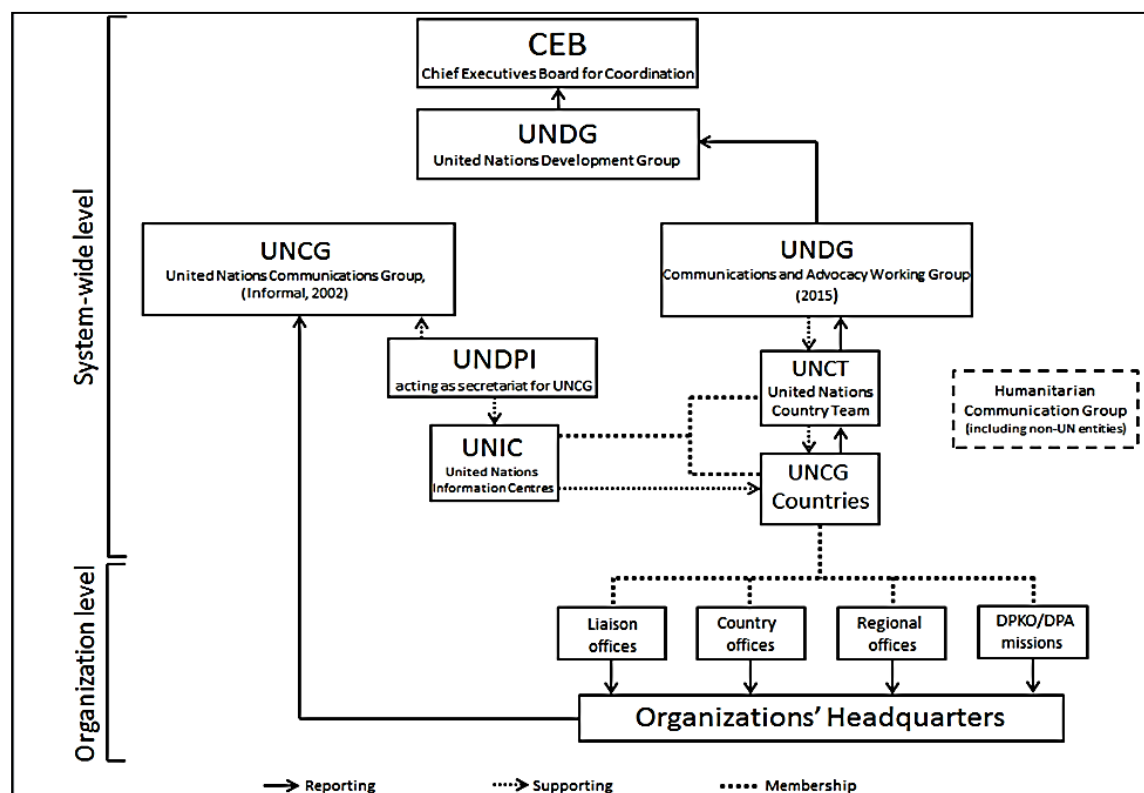 CEB
Chief Executives Board for Coordination
UNDG
United Nations Development Group
UNCG
United Nations Communications Group,
(Informal, 2002)
UNDG
Communications and Advocacy Working Group
(2015)
System-wide level
UNDPI
acting as secretariat for UNCG
UNCT
United Nations
Country Team
Humanitarian
Communication Group
(including non-UN entities)
UNIC
United Nations
Information Centres
UNCG
Countries
Organization level
Liaison
offices
Country
offices
Regional
offices
DPKO/DPA
missions
Organizations' Headquarters
Reporting
Supporting
Membership